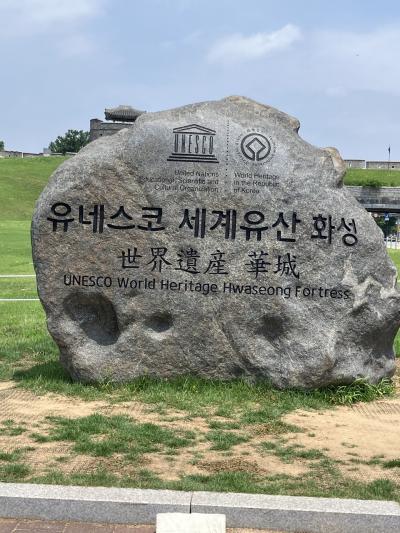 UNESCO
United Nations
Educational, Scientific and
Cultural Organization
World
Heritage in
the Republic
of Korea
유네스코 세계유산 화성
世界遺産 華城
UNESCO World Heritage Hwaseong Fortress